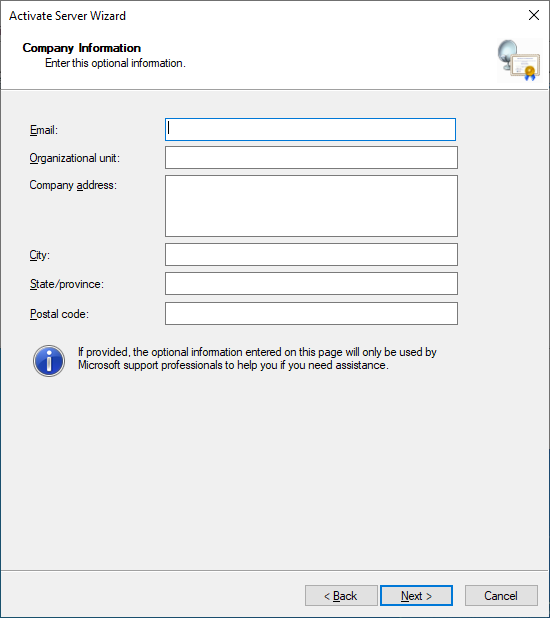 Activate Server Wizard
Company Information
Enter this optional information.
Email:
Organizational unit:
Company address:
City:
State/province:
Postal code:
If provided, the optional information entered on this page will only be used by
Microsoft support professionals to help you if you need assistance.
< Back
Next >
Cancel